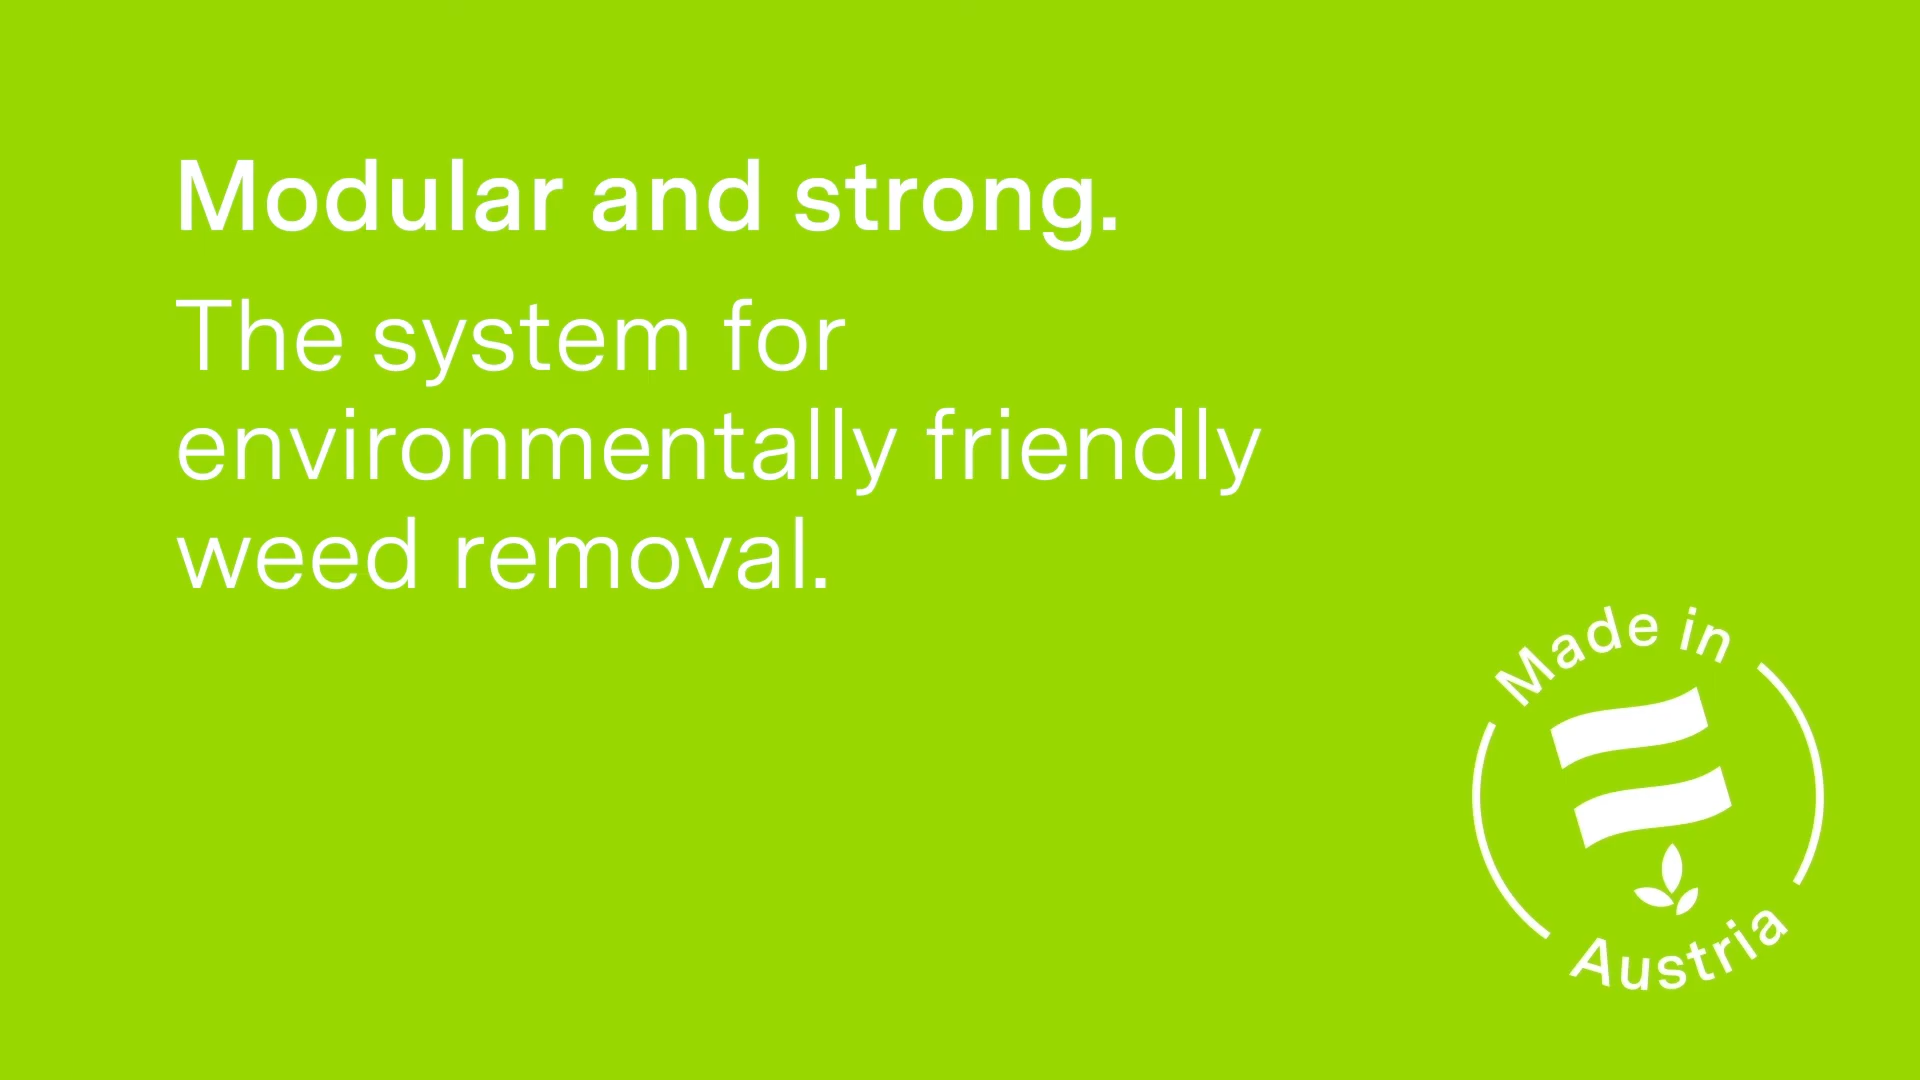 Modular and strong.
The system for
environmentally friendly
weed removal.
Made in
Austria